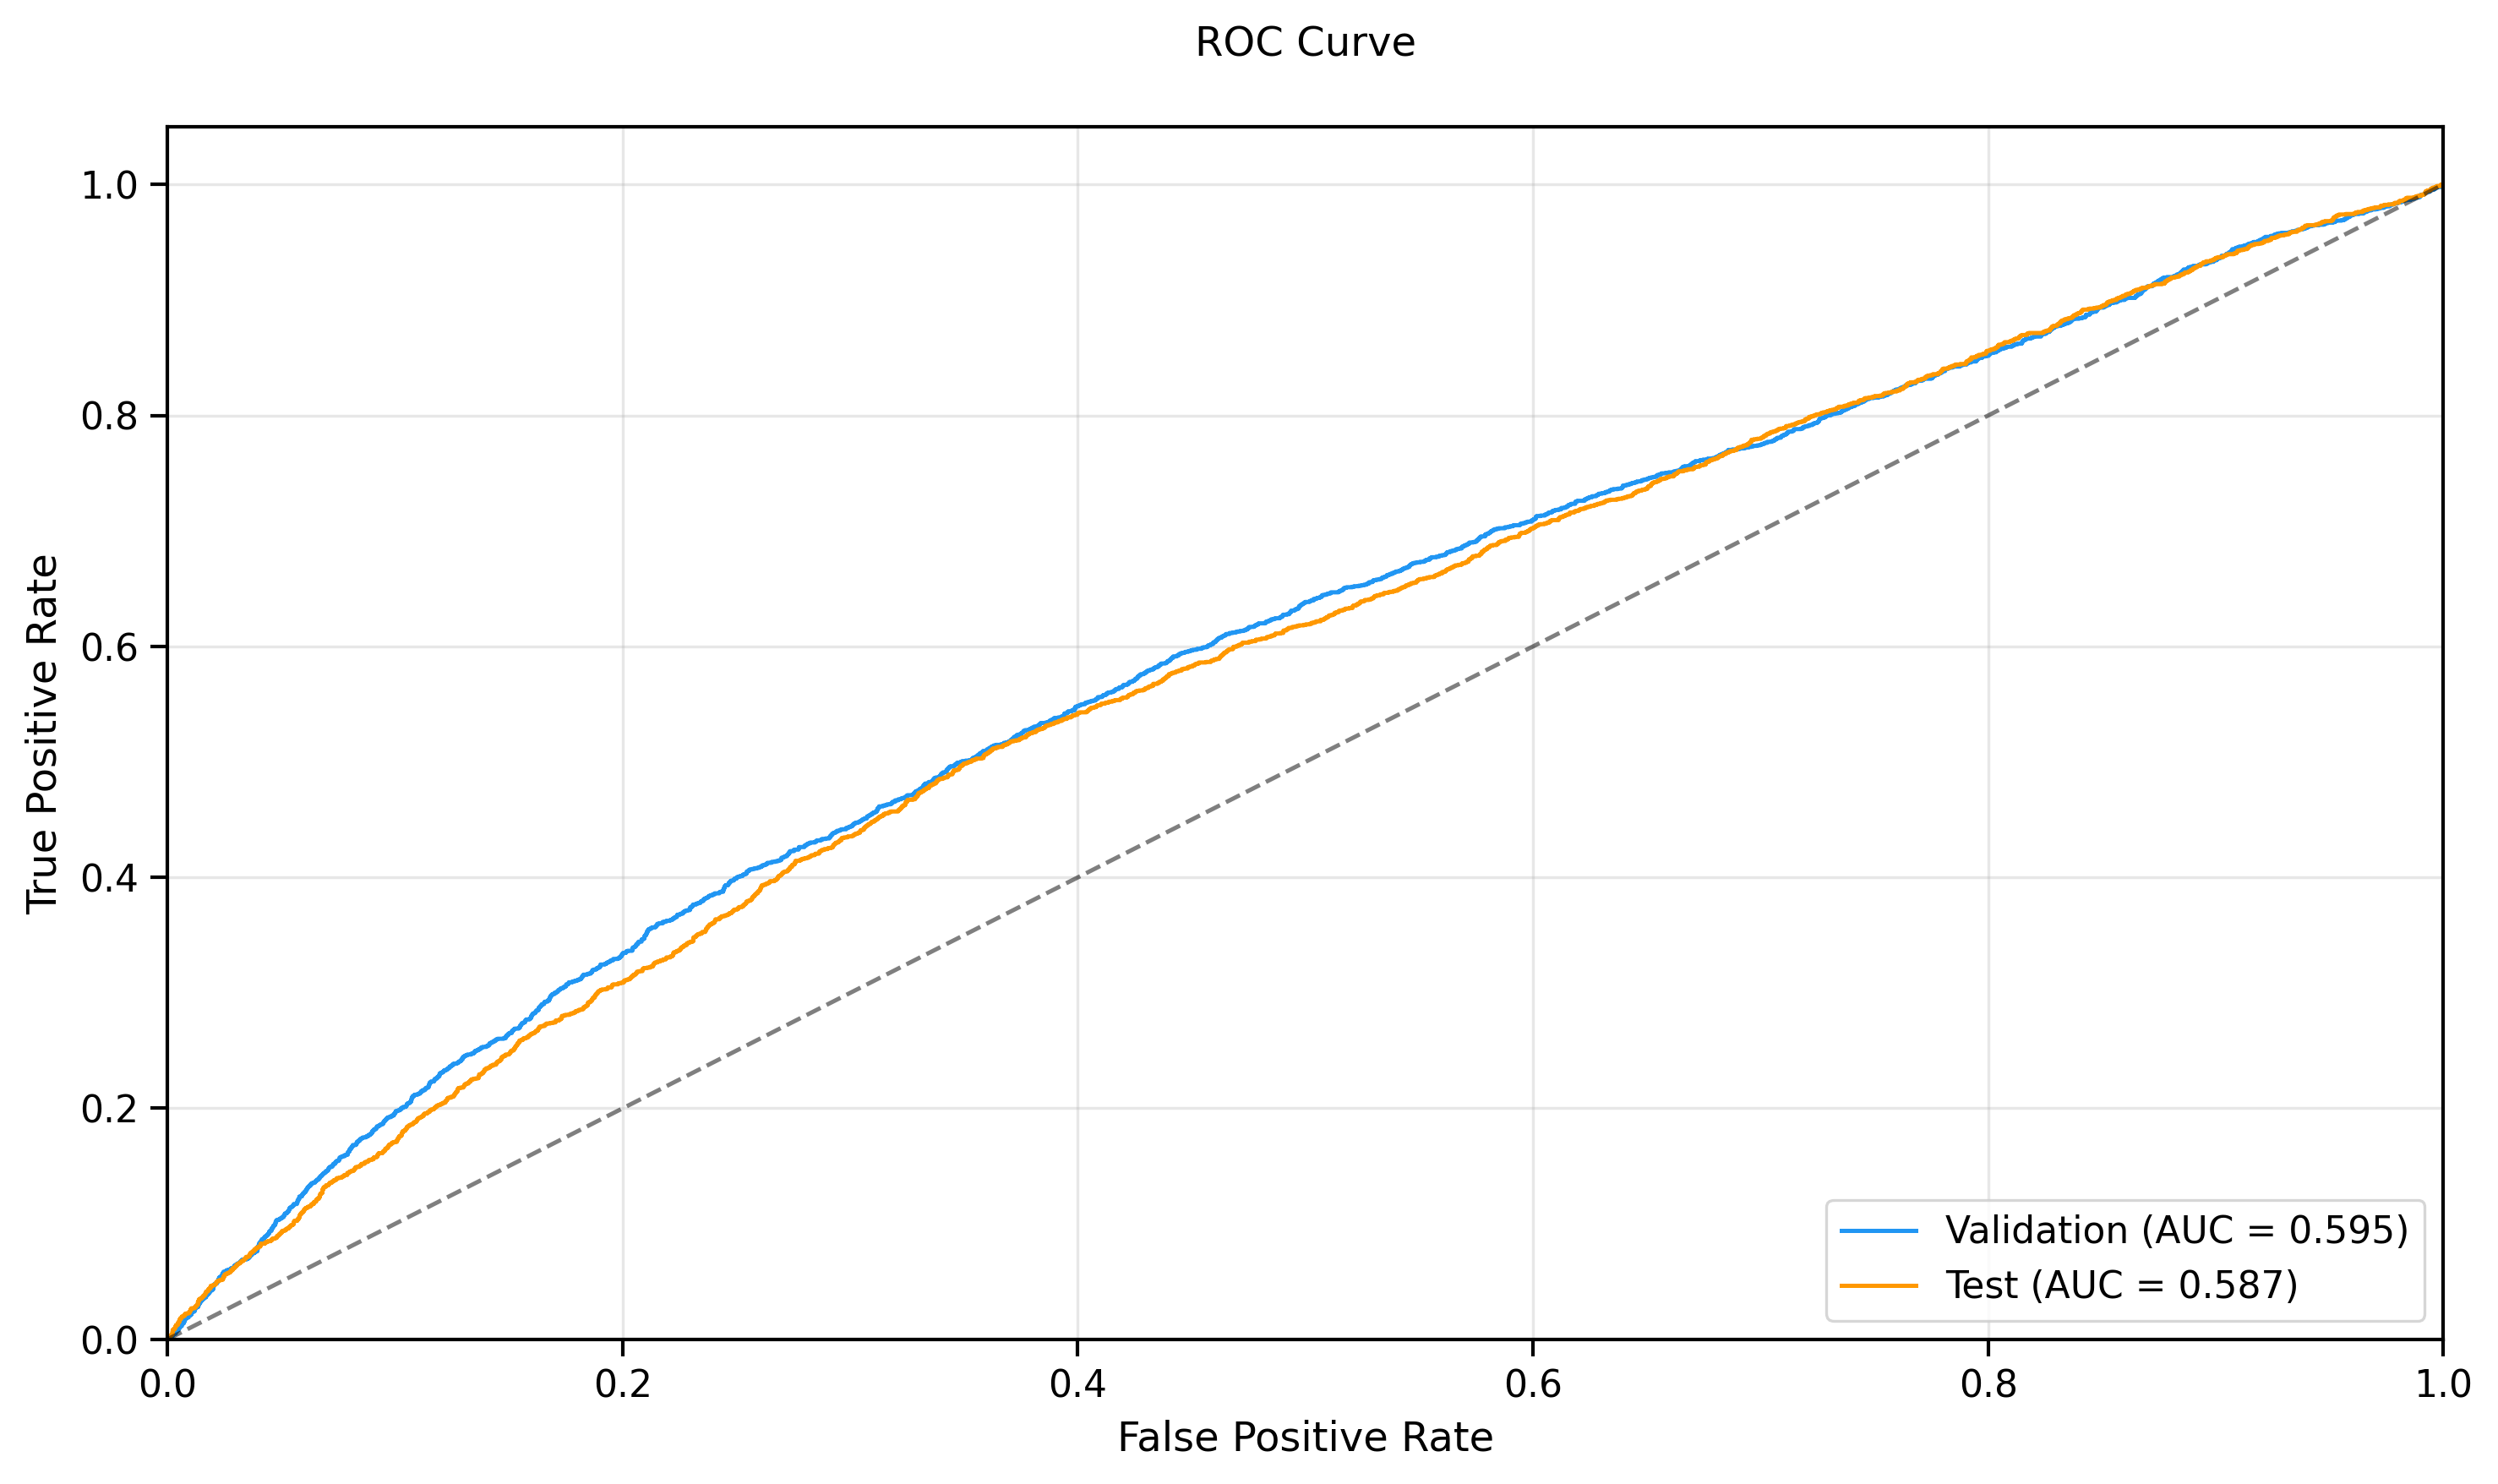 ROC Curve
1.0
0.8
0.6
0.4
0.2
0.0
True Positive Rate
0.0 0.2 0.4 0.6 0.8 1.0
False Positive Rate
Validation (AUC = 0.595)
Test (AUC = 0.587)